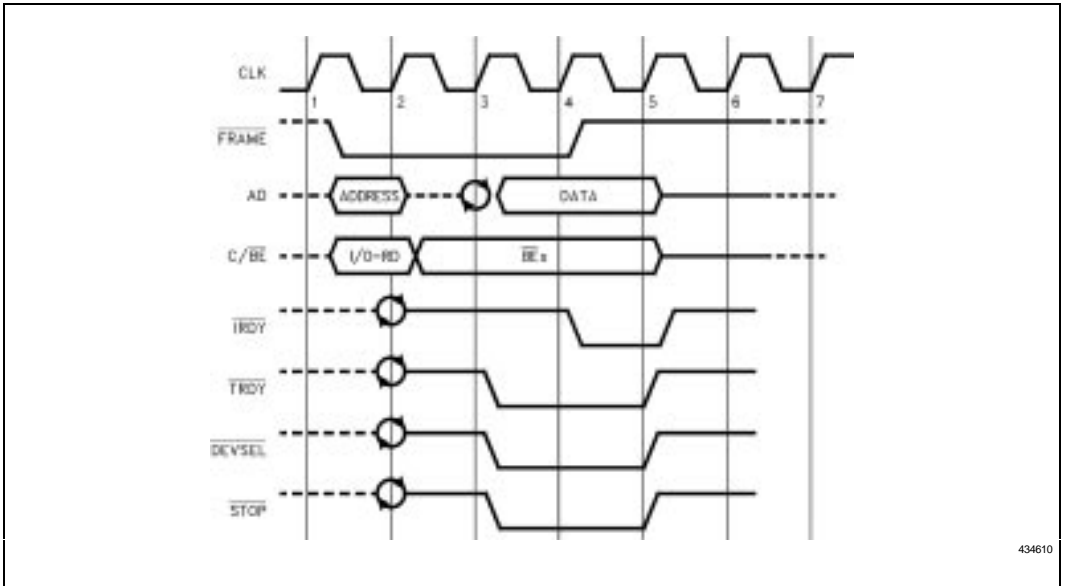 CLK
1 2 3 4 5 6 7
FRAME
AD ADDRESS DATA
C/BE I/O-RD BEs
IRDY
TRDY
DEVSEL
STOP
434610